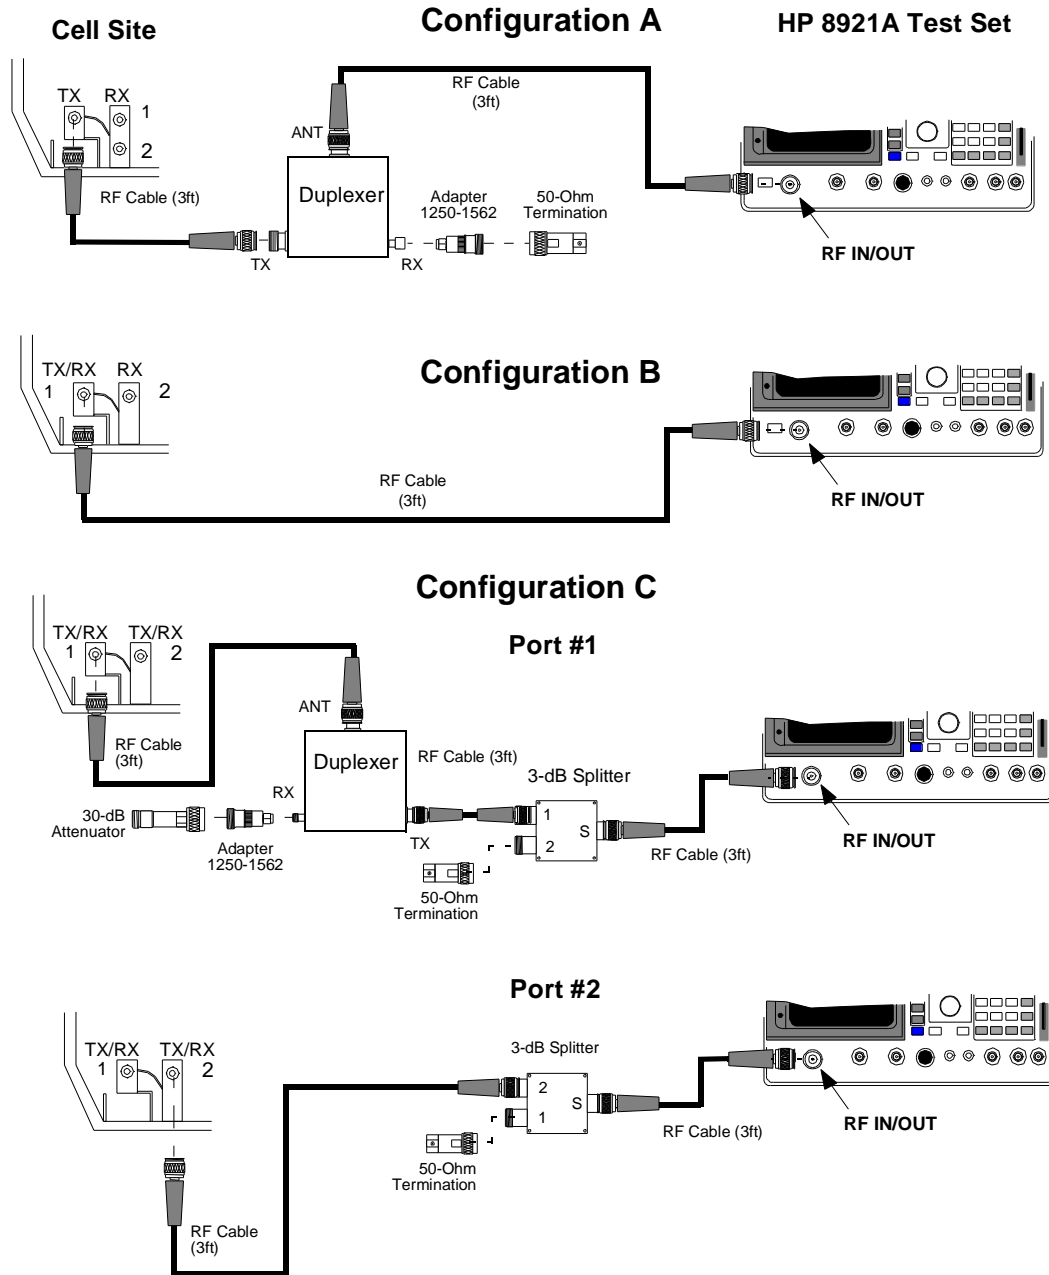 Cell Site
Configuration A
HP 8921A Test Set
TX RX
1
2
RF Cable
(3ft)
ANT
Duplexer
RF Cable (3ft)
Adapter
1250-1562
50-Ohm
Termination
TX
RX
RF IN/OUT
Configuration B
TX/RX RX
1
2
RF Cable
(3ft)
RF IN/OUT
Configuration C
Port #1
TX/RX TX/RX
1
2
ANT
RF Cable
(3ft)
Duplexer
RF Cable (3ft)
3-dB Splitter
RX
30-dB
Attenuator
Adapter
1250-1562
TX
1
2
S
50-Ohm
Termination
RF Cable (3ft)
RF IN/OUT
Port #2
TX/RX TX/RX
1
2
3-dB Splitter
2
1
S
50-Ohm
Termination
RF Cable (3ft)
RF IN/OUT
RF Cable
(3ft)